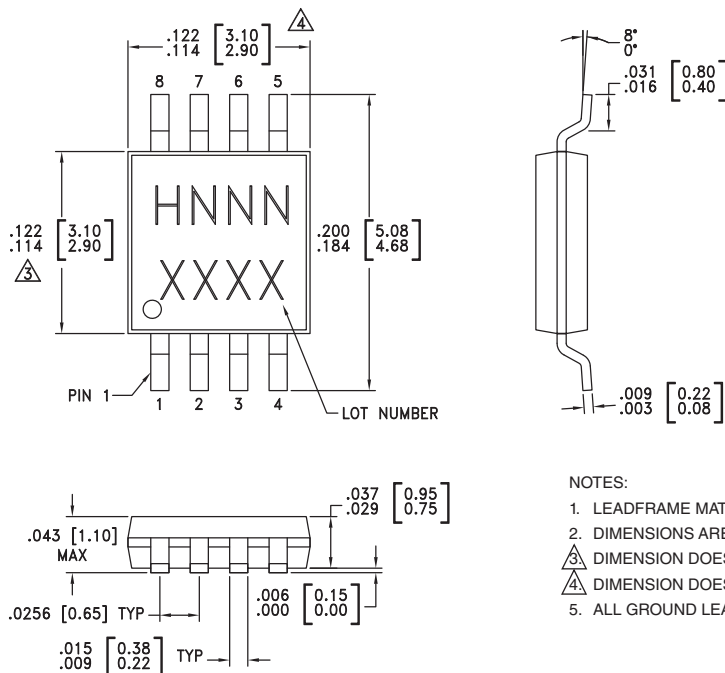 .122 [3.10]
.114 [2.90]
4
8 7 6 5
8°
0°
.031 [0.80]
.016 [0.40]
HNNN
XXXX
.122 [3.10]
.114 [2.90]
3
.200 [5.08]
.184 [4.68]
PIN 1
1 2 3 4
LOT NUMBER
.009 [0.22]
.003 [0.08]
.037 [0.95]
.029 [0.75]
.043 [1.10]
MAX
.0256 [0.65] TYP
.006 [0.15]
.000 [0.00]
.015 [0.38]
.009 [0.22]
TYP
NOTES:
1. LEADFRAME
2. DIMENSIONS ARE
3. DIMENSION DOES
4. DIMENSION DOES
5. ALL GROUND